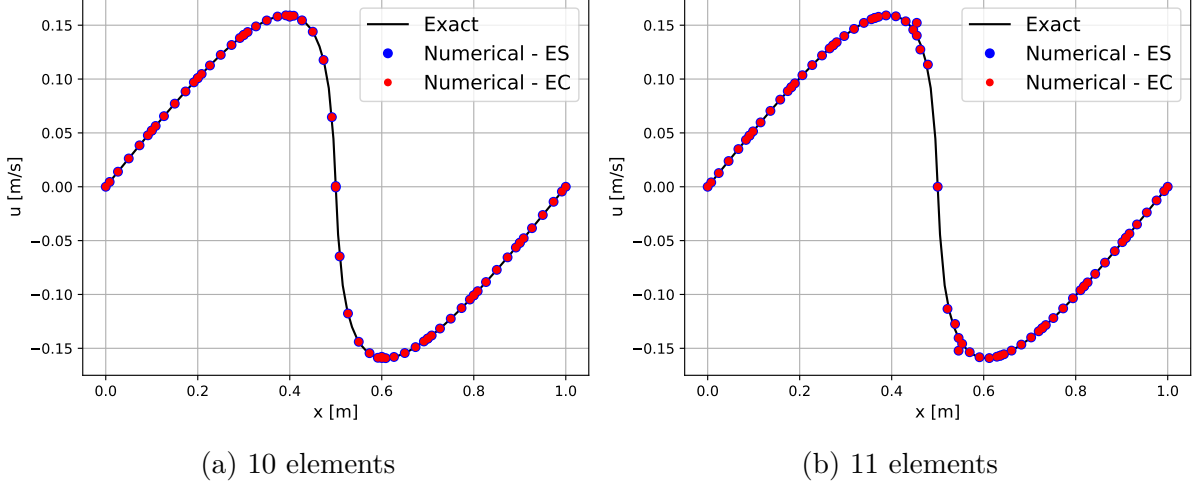 0.15
0.10
0.05
0.00
−0.05
−0.10
−0.15
u [m/s]
0.0 0.2 0.4 0.6 0.8 1.0
x [m]
Exact
Numerical - ES
Numerical - EC
(a) 10 elements
0.15
0.10
0.05
0.00
−0.05
−0.10
−0.15
u [m/s]
0.0 0.2 0.4 0.6 0.8 1.0
x [m]
Exact
Numerical - ES
Numerical - EC
(b) 11 elements